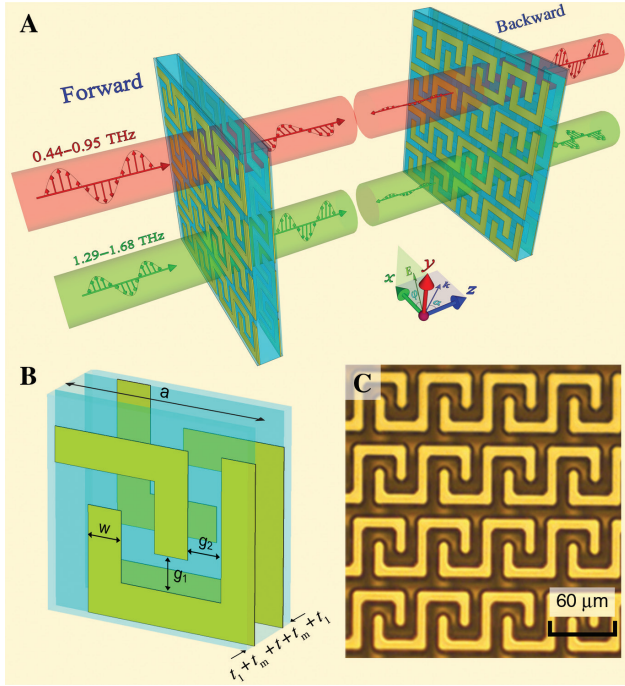 A
Backward
Forward
0.44–0.95 THz
1.29–1.68 THz
E
y
k
x
ϕ
α
z
B
C
a
w
g₂
g₁
60 μm
t₁+tₘ+t+tₘ+t₁